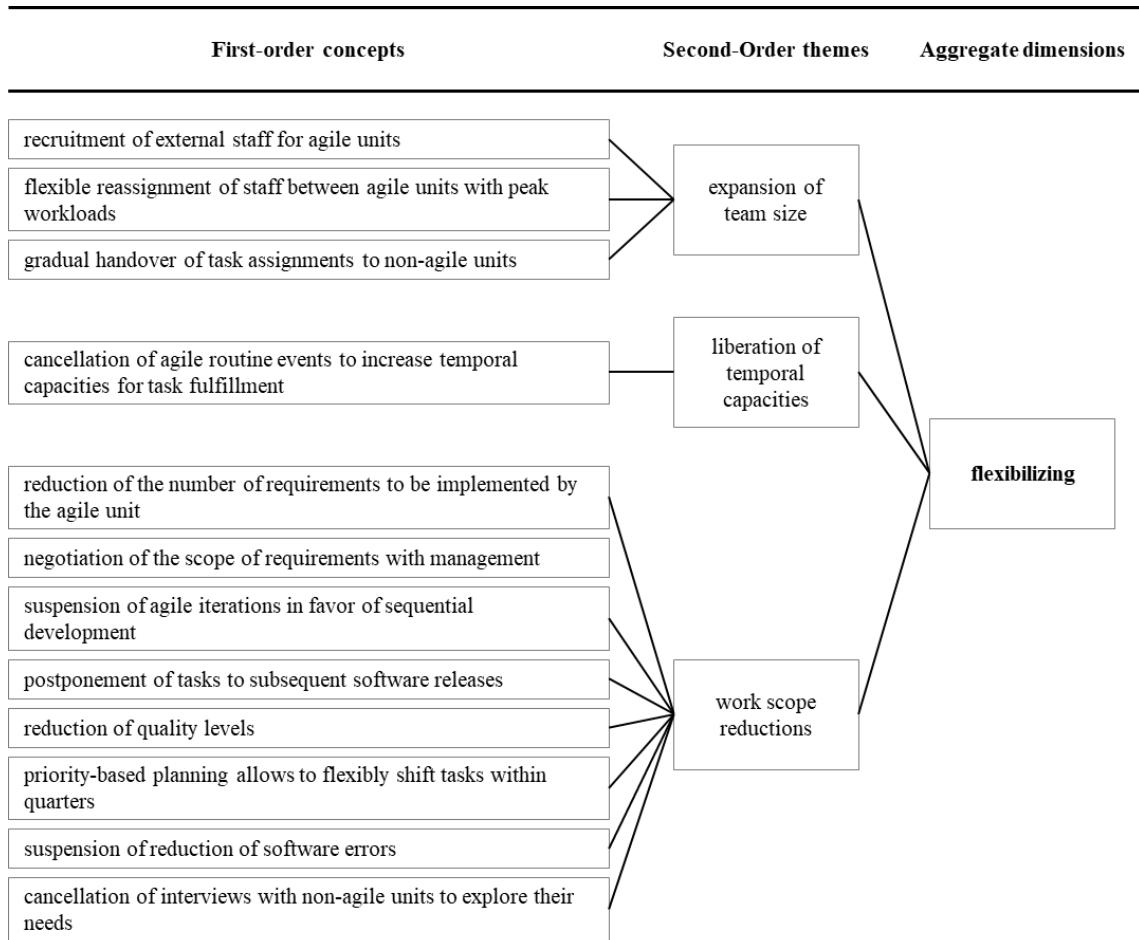 First-order concepts
Second-Order themes
Aggregate dimensions
recruitment of external staff for agile units
flexible reassignment of staff between agile units with peak
workloads
gradual handover of task assignments to non-agile units
expansion of
team size
cancellation of agile routine events to increase temporal
capacities for task fulfillment
liberation of
temporal
capacities
reduction of the number of requirements to be implemented by
the agile unit
negotiation of the scope of requirements with management
suspension of agile iterations in favor of sequential
development
postponement of tasks to subsequent software releases
reduction of quality levels
priority-based planning allows to flexibly shift tasks within
quarters
suspension of reduction of software errors
cancellation of interviews with non-agile units to explore their
needs
work scope
reductions
flexibilizing